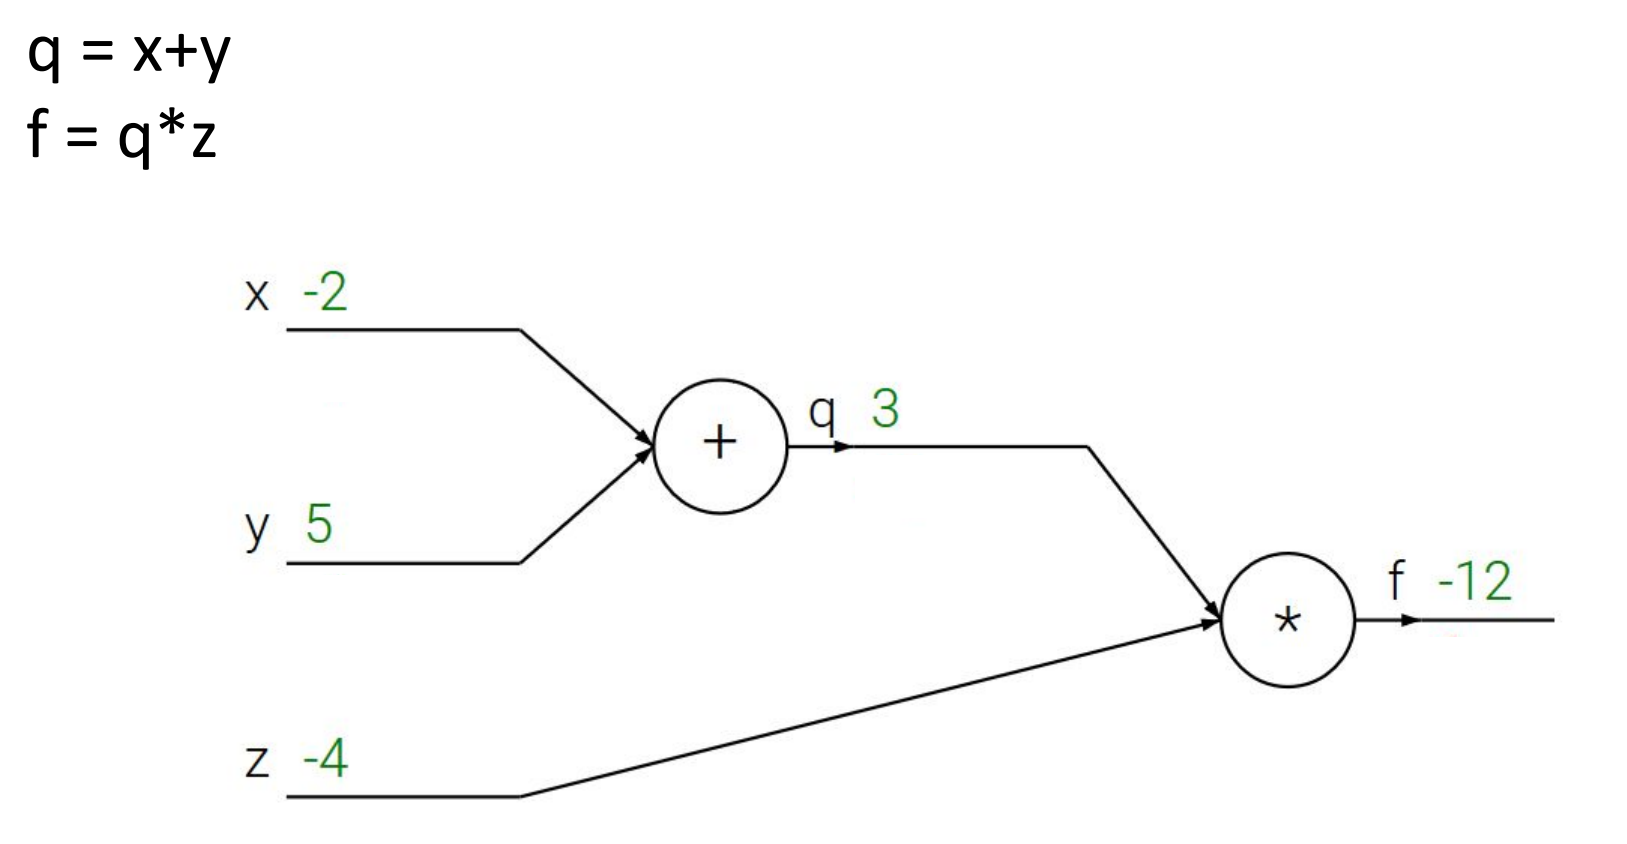 q = x+y
f = q*z
x -2
+
q 3
y 5
*
f -12
z -4